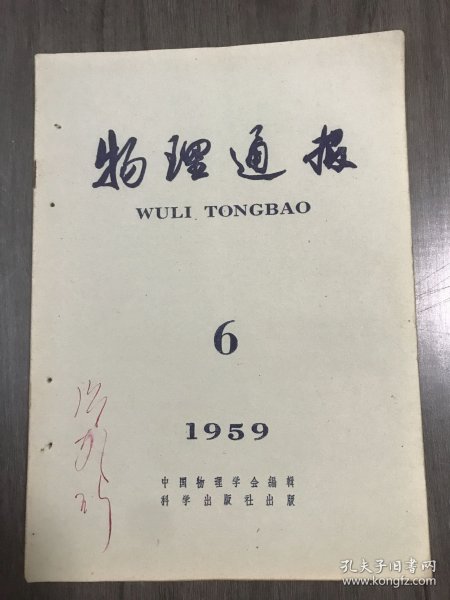 物理通报
WULI TONGBAO
6
1959
中国物理学会编辑
科学出版社出版
孔夫子旧书网
www.kongfz.com